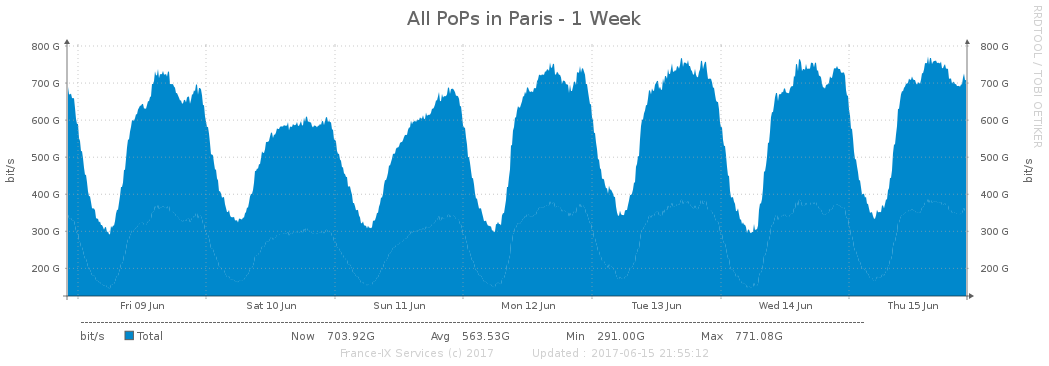 All PoPs in Paris - 1 Week
RRDTOOL / TOBI OETIKER
800 G 800 G
700 G 700 G
600 G 600 G
500 G 500 G
400 G 400 G
300 G 300 G
200 G 200 G
bit/s
bit/s
Fri 09 Jun Sat 10 Jun Sun 11 Jun Mon 12 Jun Tue 13 Jun Wed 14 Jun Thu 15 Jun
bit/s Total Now 703.92G Avg 563.53G Min 291.00G Max 771.08G
France-IX Services (c) 2017 Updated : 2017-06-15 21:55:12